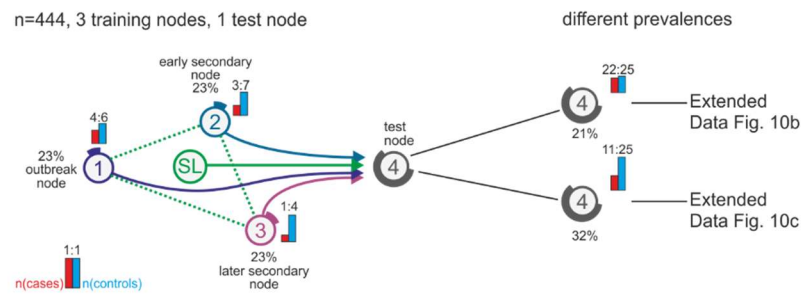 n=444, 3 training nodes, 1 test node
different prevalences
early secondary
node
23%
3:7
2
4:6
23%
outbreak
node
1
SL
1:4
3
23%
later secondary
node
test
node
4
22:25
4
21%
Extended
Data Fig. 10b
11:25
4
32%
Extended
Data Fig. 10c
1:1
n(cases) n(controls)